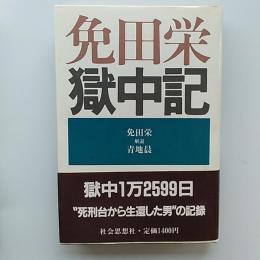 免田栄
獄中記
免田栄
解説
青地晨
獄中1万2599日
“死刑台から生還した男”の記録
社会思想社・定価1400円